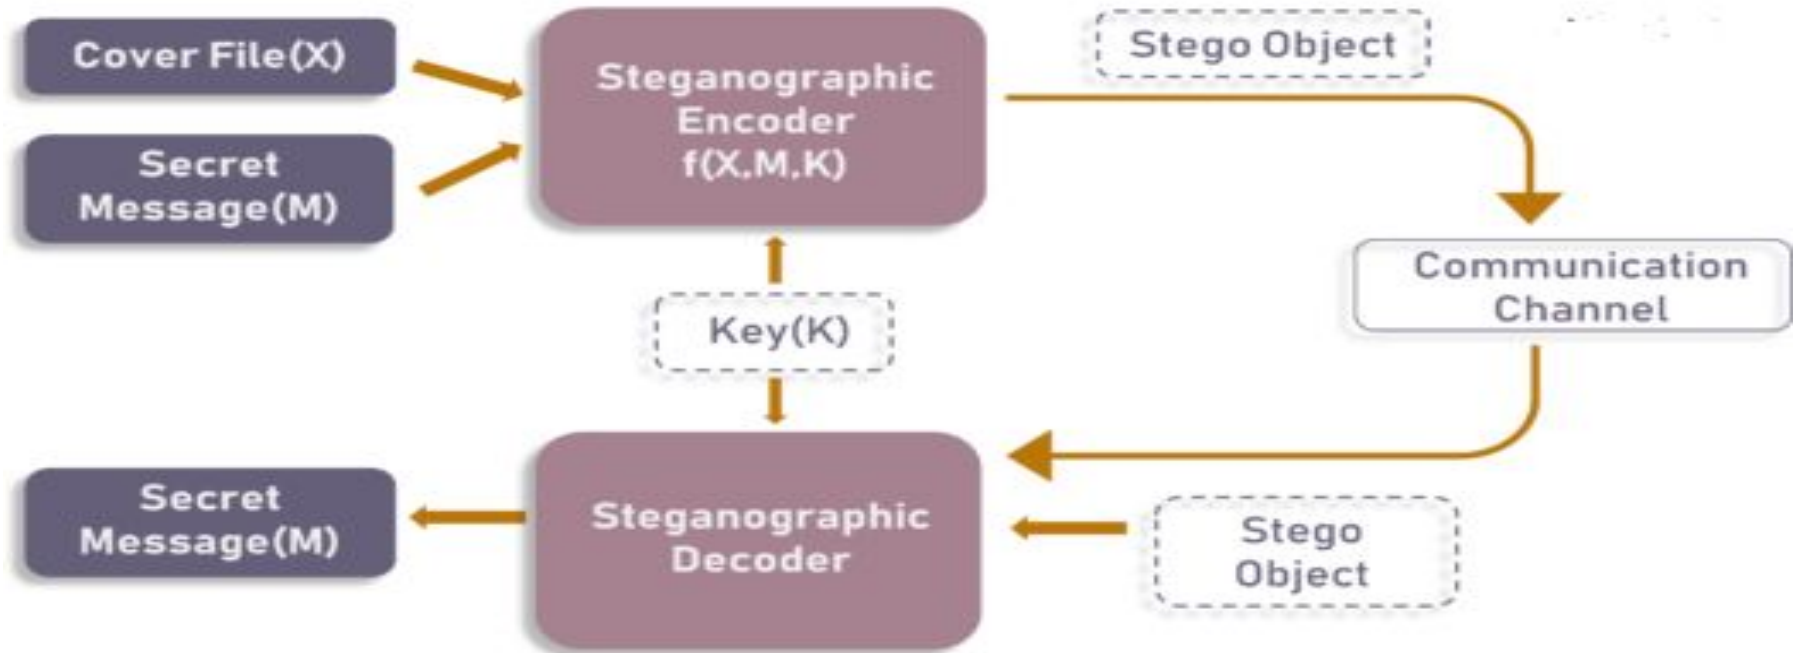 Cover File(X)
Steganographic
Encoder
f(X,M,K)
Stego Object
Secret
Message(M)
Communication
Channel
Key(K)
Secret
Message(M)
Steganographic
Decoder
Stego
Object